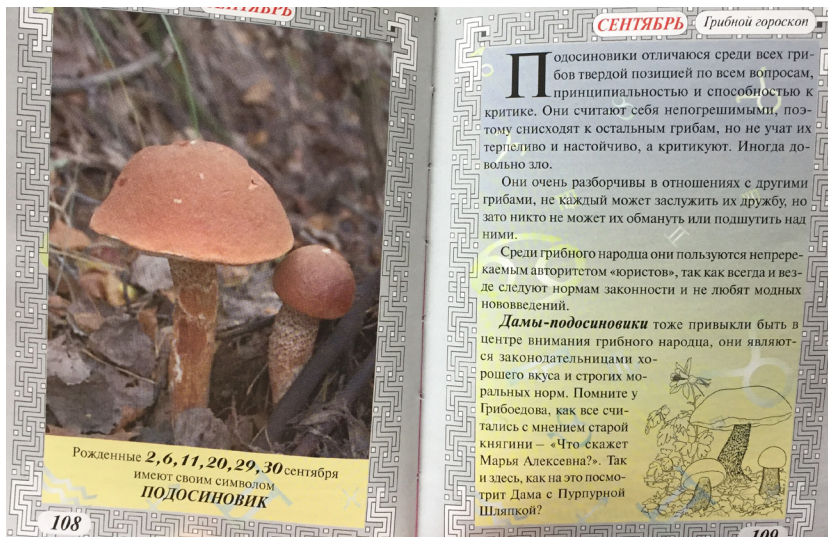 СЕНТЯБРЬ
Рожденные 2,6,11,20,29,30 сентября
имеют своим символом
ПОДОСИНОВИК
108
СЕНТЯБРЬ Грибной гороскоп
Подосиновики отличаюся среди всех гри-
бов твердой позицией по всем вопросам,
принципиальностью и способностью к
критике. Они считают себя непогрешимыми, поэ-
тому снисходят к остальным грибам, но не учат их
терпеливо и настойчиво, а критикуют. Иногда до-
вольно зло.
Они очень разборчивы в отношениях с другими
грибами, не каждый может заслужить их дружбу, но
зато никто не может их обмануть или подшутить над
ними.
Среди грибного народца они пользуются непрере-
каемым авторитетом «юристов», так как всегда и вез-
де следуют нормам законности и не любят модных
нововведений.
Дамы-подосиновики тоже привыкли быть в
центре внимания грибного народца, они являют-
ся законодательницами хо-
рошего вкуса и строгих мо-
ральных норм. Помните у
Грибоедова, как все счи-
тались с мнением старой
княгини – «Что скажет
Марья Алексевна?». Так
и здесь, как на это посмо-
трит Дама с Пурпурной
Шляпкой?
109